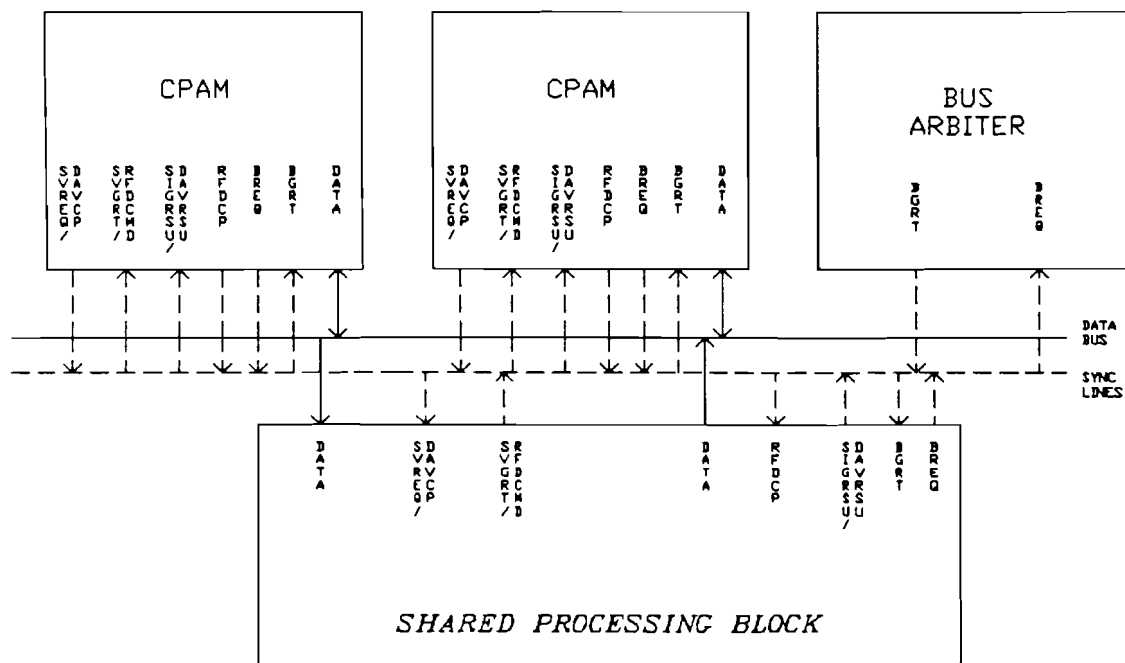 CPAM
SVREQ/
DAVCP
SVGRT/
RFDCMD
SIGRSU/
DAVRSU
RFDCP
BREQ
BGRT
DATA
CPAM
SVREQ/
DAVCP
SVGRT/
RFDCMD
SIGRSU/
DAVRSU
RFDCP
BREQ
BGRT
DATA
BUS
ARBITER
BGRT
BREQ
DATA
BUS
SYNC
LINES
DATA
SVREQ/
DAVCP
SVGRT/
RFDCMD
DATA
RFDCP
SIGRSU/
DAVRSU
BGRT
BREQ
SHARED PROCESSING BLOCK